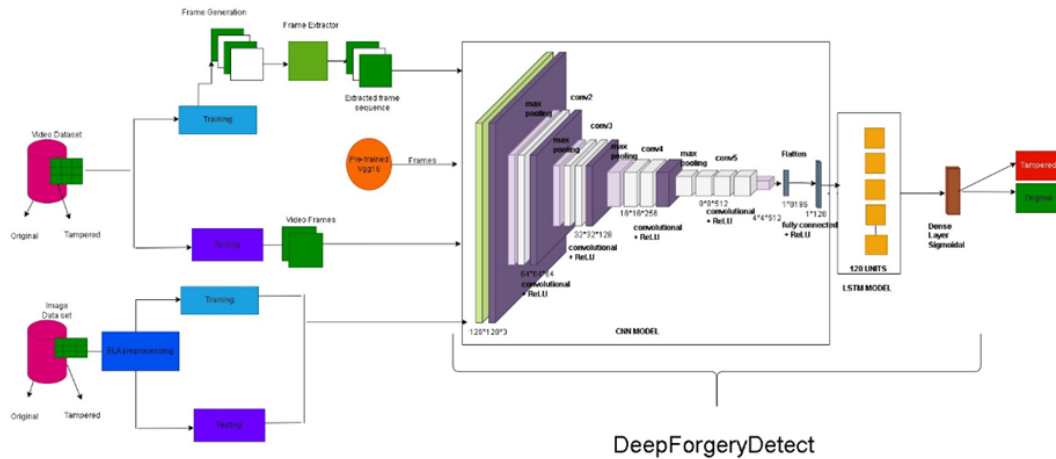 Frame Generation
Frame Extractor
Extracted frame
sequence
Training
Video Dataset
Original
Tampered
Testing
Video Frames
Pre-trained
Vgg16
Frames
Image
Data set
ELA preprocessing
Training
Testing
Original
Tampered
max
pooling
conv2
max
pooling
conv3
max
pooling
conv4
max
pooling
conv5
Flatten
128*128*3
64*64*64
convolutional
+ ReLU
32*32*128
convolutional
+ ReLU
16*16*256
convolutional
+ ReLU
8*8*512
convolutional
+ ReLU
4*4*512
1*8195
1*128
fully connected
+ ReLU
CNN MODEL
128 UNITS
LSTM MODEL
Dense
Layer
Sigmoidal
Tampered
Original
DeepForgeryDetect